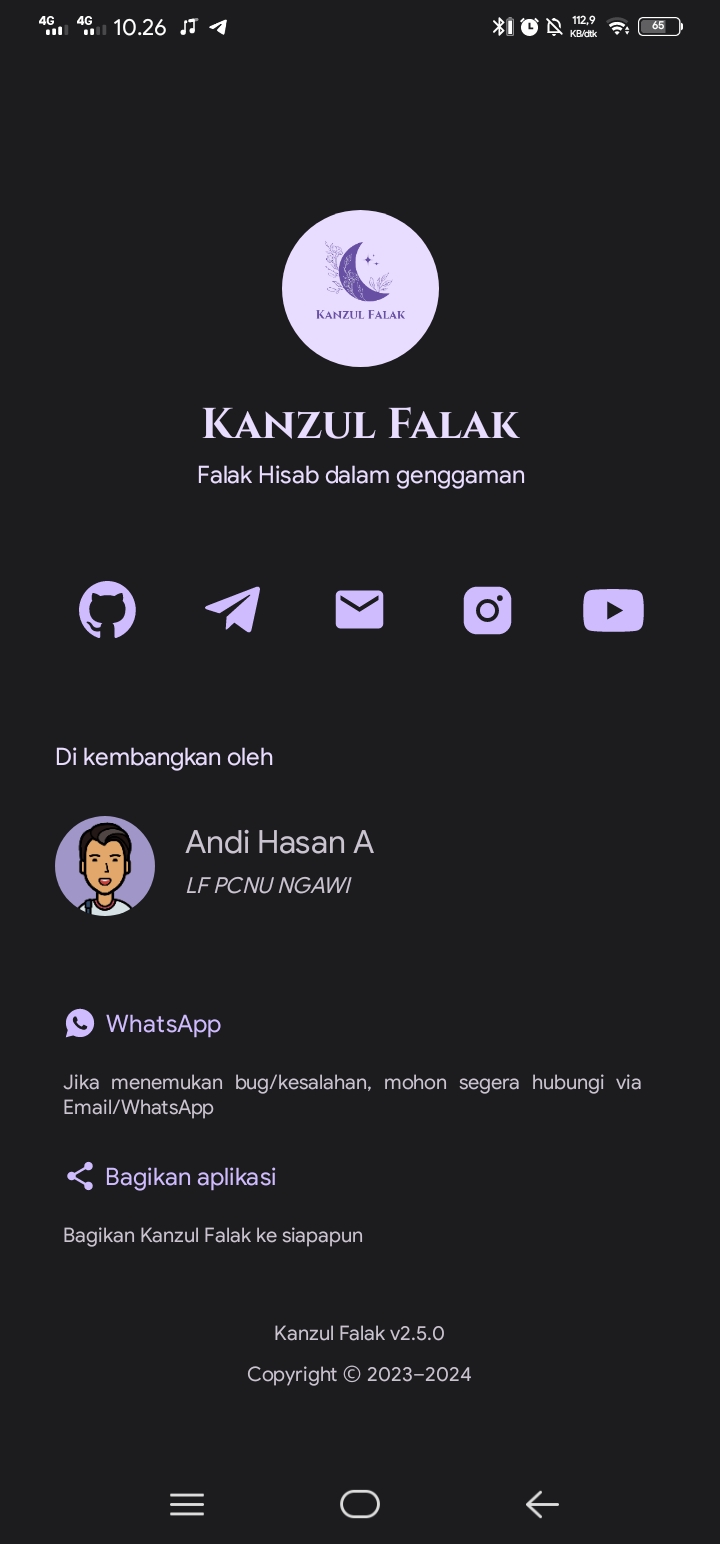 4G 4G 10.26 112,9 KB/dtk 65
KANZUL FALAK
KANZUL FALAK
Falak Hisab dalam genggaman
Di kembangkan oleh
Andi Hasan A
LF PCNU NGAWI
WhatsApp
Jika menemukan bug/kesalahan, mohon segera hubungi via
Email/WhatsApp
Bagikan aplikasi
Bagikan Kanzul Falak ke siapapun
Kanzul Falak v2.5.0
Copyright © 2023–2024